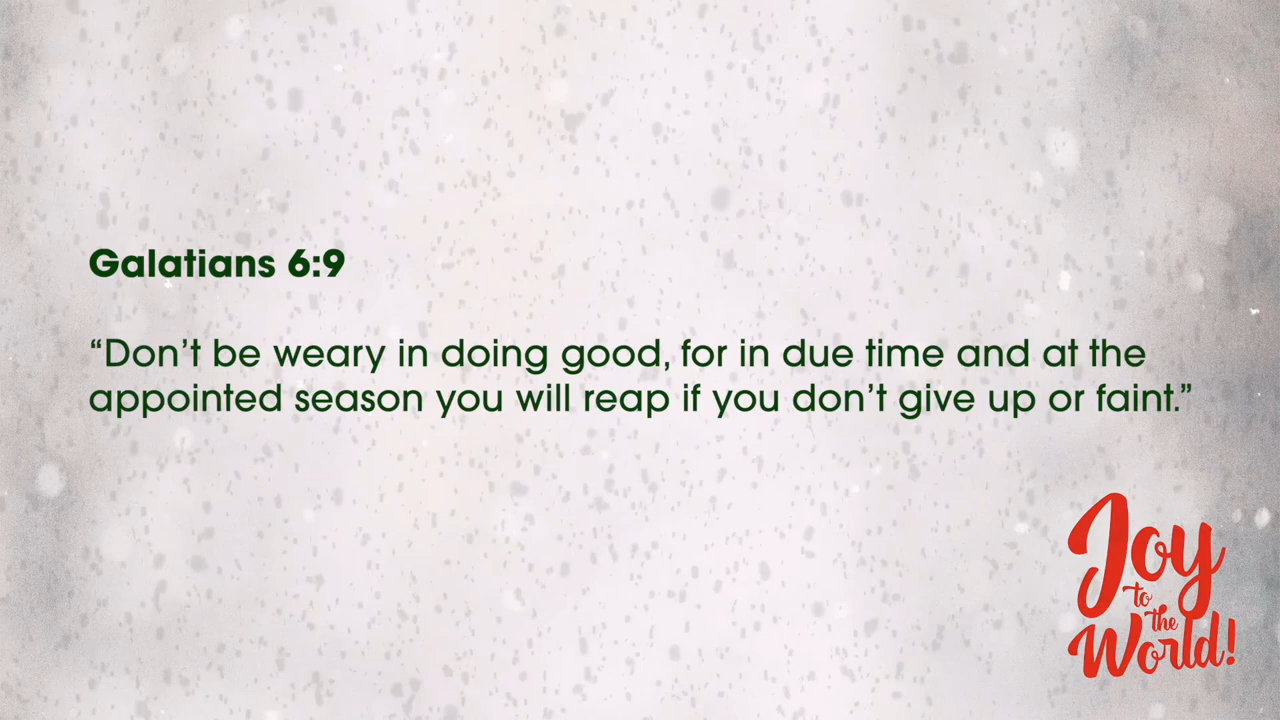 Galatians 6:9
“Don’t be weary in doing good, for in due time and at the
appointed season you will reap if you don’t give up or faint.”
Joy
to
the
World!